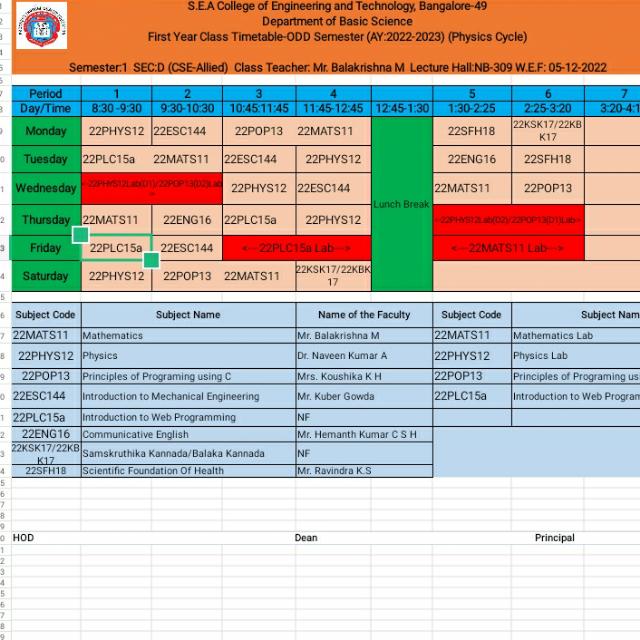 S.E.A College of Engineering and Technology, Bangalore-49
Department of Basic Science
First Year Class Timetable-ODD Semester (AY:2022-2023) (Physics Cycle)
Semester:1 SEC:D (CSE-Allied) Class Teacher: Mr. Balakrishna M Lecture Hall:NB-309 W.E.F: 05-12-2022
Period 1 2 3 4 5 6 7
Day/Time 8:30 -9:30 9:30-10:30 10:45:11:45 11:45-12:45 12:45-1:30 1:30-2:25 2:25-3:20 3:20-4:1
Monday 22PHYS12 22ESC144 22POP13 22MATS11 22SFH18 22KSK17/22KB
K17
Tuesday 22PLC15a 22MATS11 22ESC144 22PHYS12 22ENG16 22SFH18
Wednesday <-22PHYS12Lab(D1)/22POP13(D2)Lab
-> 22PHYS12 22ESC144 Lunch Break 22MATS11 22POP13
Thursday 22MATS11 22ENG16 22PLC15a 22PHYS12 22PHYS12Lab(D2)/22POP13(D1)Lab->
Friday 22PLC15a 22ESC144 <-- 22PLC15a Lab---> <--- 22MATS11 Lab--->
Saturday 22PHYS12 22POP13 22MATS11 22KSK17/22KBK
17
Subject Code Subject Name Name of the Faculty Subject Code Subject Nam
22MATS11 Mathematics Mr. Balakrishna M 22MATS11 Mathematics Lab
22PHYS12 Physics Dr. Naveen Kumar A 22PHYS12 Physics Lab
22POP13 Principles of Programing using C Mrs. Koushika K H 22POP13 Principles of Programing us
22ESC144 Introduction to Mechanical Engineering Mr. Kuber Gowda 22PLC15a Introduction to Web Program
22PLC15a Introduction to Web Programming NF
22ENG16 Communicative English Mr. Hemanth Kumar C S H
22KSK17/22KB
K17 Samskruthika Kannada/Balaka Kannada NF
22SFH18 Scientific Foundation Of Health Mr. Ravindra K.S
HOD Dean Principal